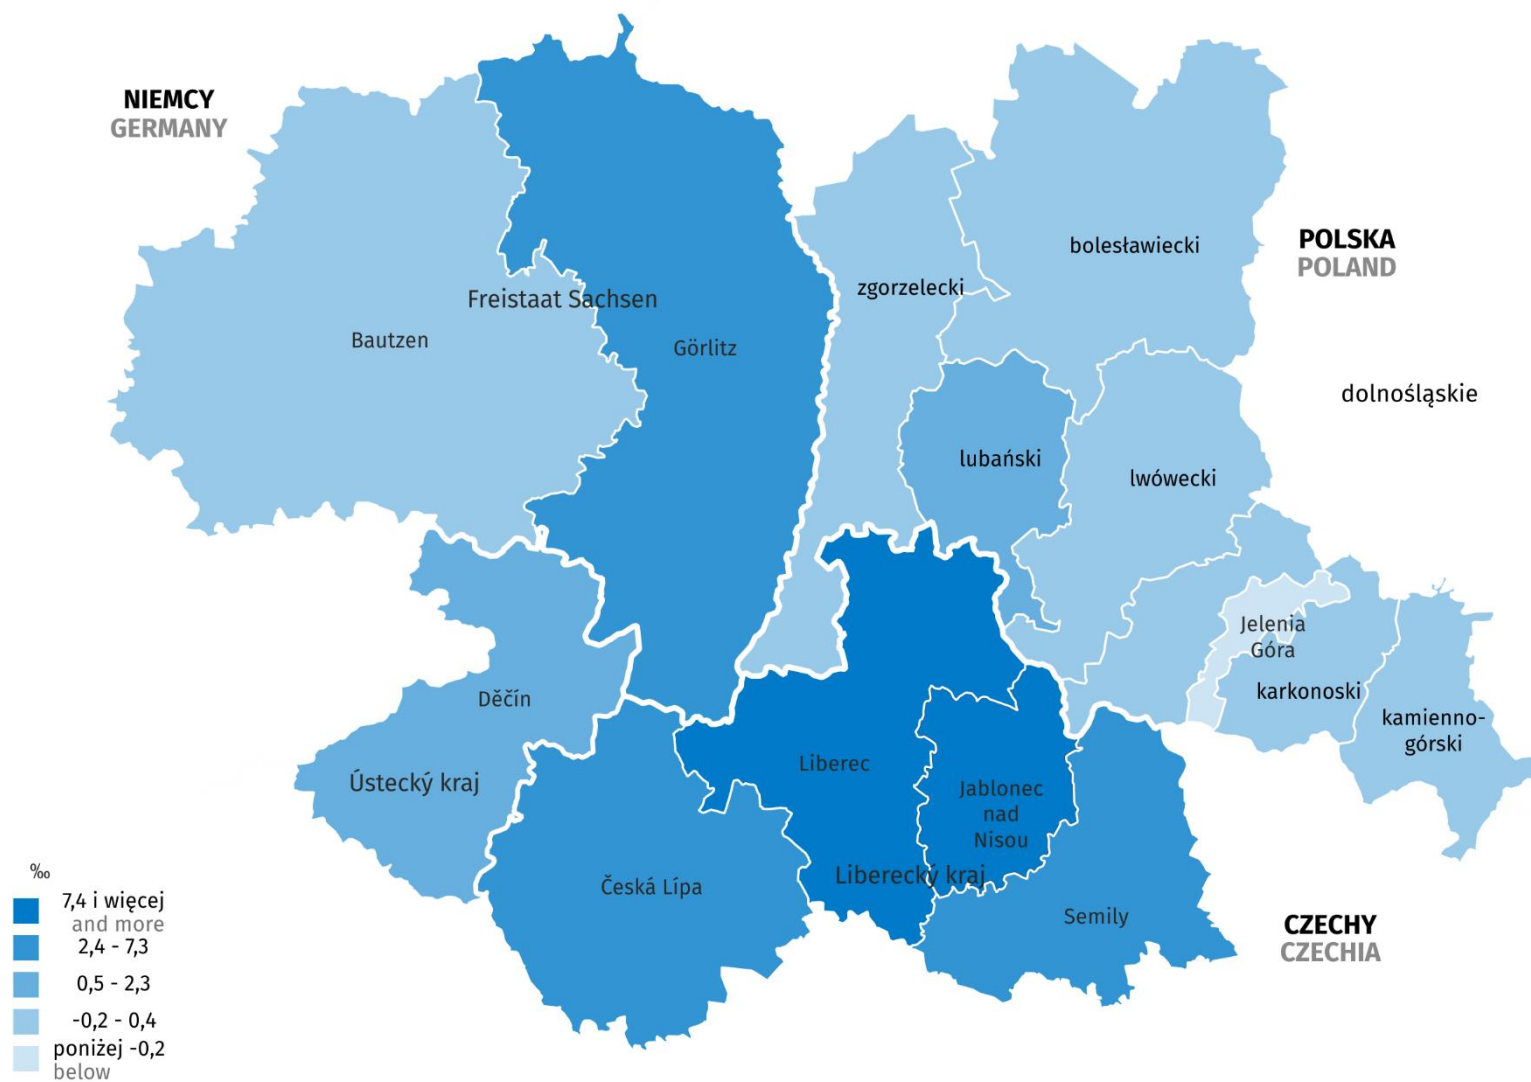 NIEMCY
GERMANY
POLSKA
POLAND
bolesławiecki
zgorzelecki
Freistaat Sachsen
Bautzen
Görlitz
dolnośląskie
lubański
lwówecki
Jelenia
Góra
karkonoski
kamienno-
górski
Děčín
Ústecký kraj
Liberec
Jablonec
nad
Nisou
Liberecký kraj
Česká Lípa
Semily
CZECHY
CZECHIA
‰
7,4 i więcej
and more
2,4 - 7,3
0,5 - 2,3
-0,2 - 0,4
poniżej -0,2
below